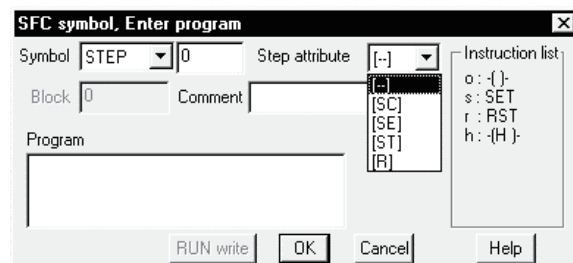 SFC symbol, Enter program
Symbol STEP 0 Step attribute [--]
Instruction list
o : -( )-
s : SET
r : RST
h : -(H )-
Block 0 Comment
[--]
[SC]
[SE]
[ST]
[R]
Program
RUN write OK Cancel Help